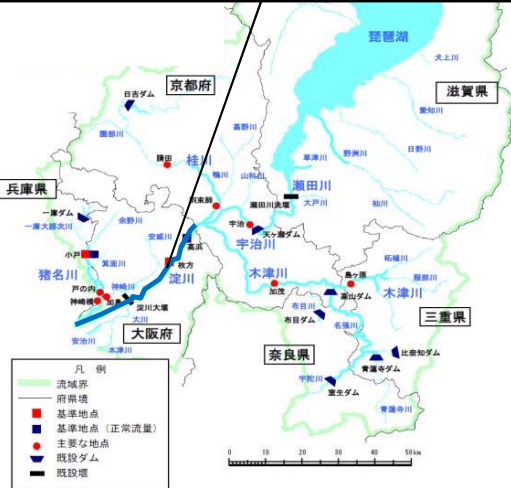 琵琶湖
犬上川
京都府
滋賀県
日吉ダム
愛知川
園部川
高野川
日野川
請田
桂川
草津川
野洲川
鴨川
山科川
杣川
兵庫県
瀬田川
瀬田川洗堰
大戸川
一庫ダム
余野川
羽束師
一庫大路次川
宇治
天ヶ瀬ダム
安威川
高浜
宇治川
小戸
箕面川
枚方
木津川
島ヶ原
柘植川
猪名川
淀川
服部川
戸の内
神崎川
加茂
高山ダム
木津川
神崎橋
加島
淀川大堰
布目川
大川
布目ダム
名張川
三重県
大阪府
安治川
木津川
奈良県
比奈知ダム
青蓮寺ダム
宇陀川
室生ダム
青蓮寺川
凡 例
流域界
府県境
基準地点
基準地点（正常流量）
主要な地点
既設ダム
既設堰
0 10 20 30 40 50km